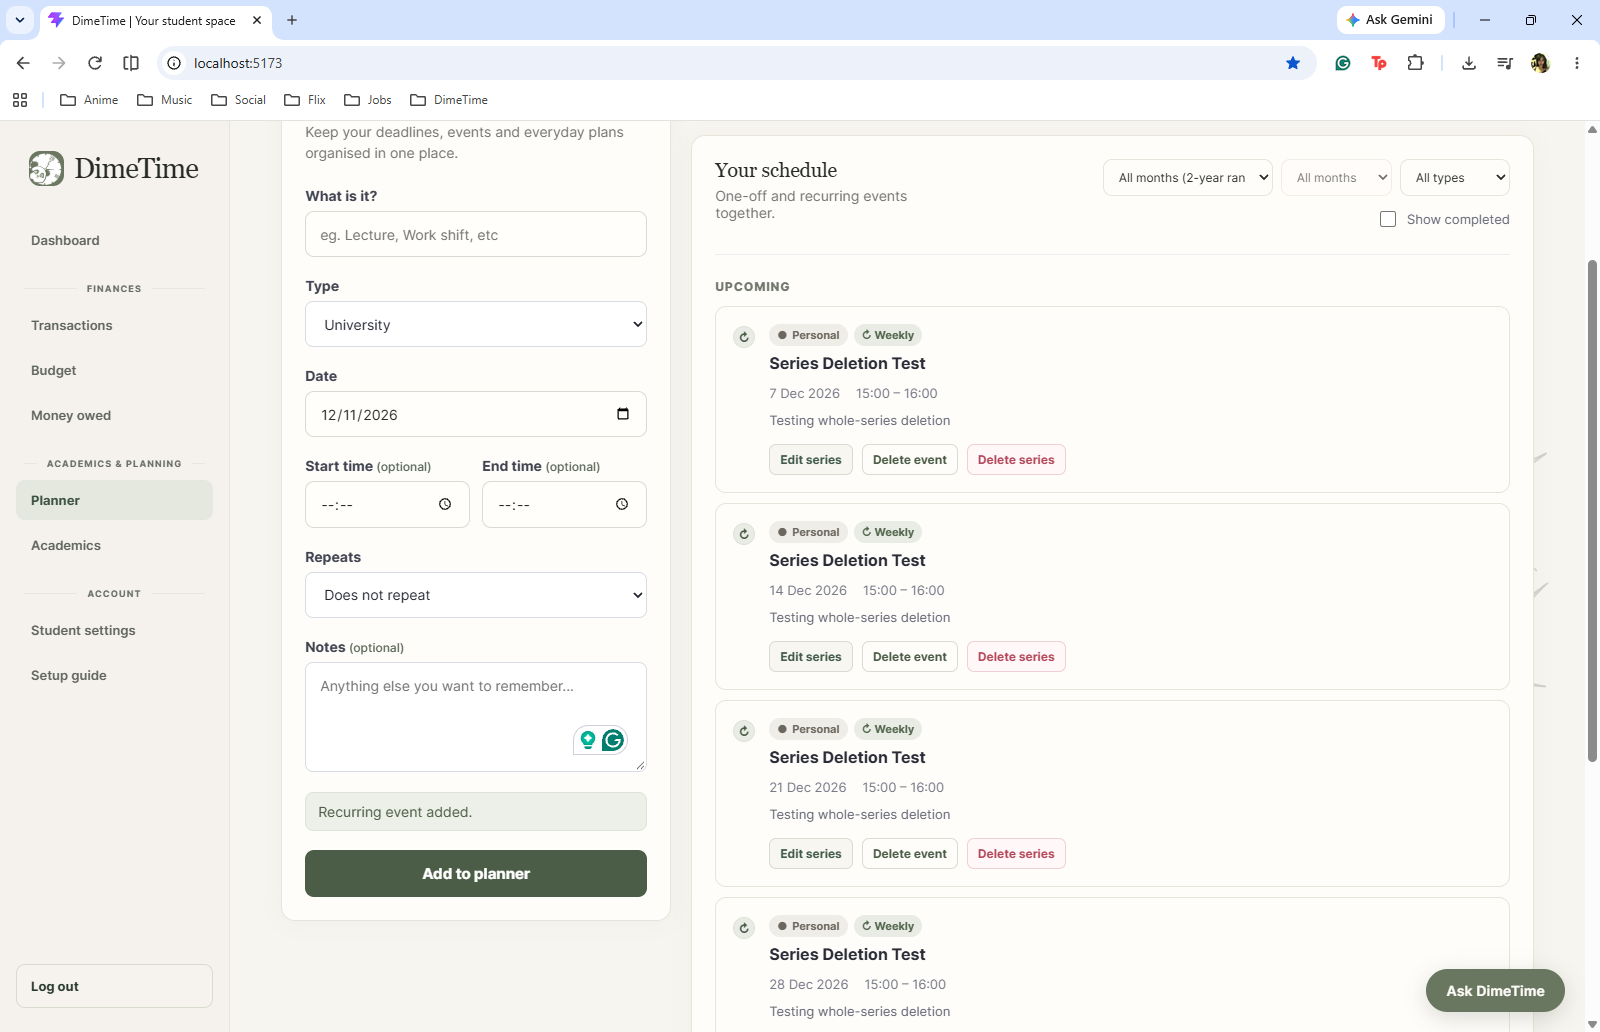 DimeTime | Your student space
Ask Gemini
localhost:5173
Anime
Music
Social
Flix
Jobs
DimeTime
DimeTime
Dashboard
FINANCES
Transactions
Budget
Money owed
ACADEMICS & PLANNING
Planner
Academics
ACCOUNT
Student settings
Setup guide
Log out
Keep your deadlines, events and everyday plans
organised in one place.
What is it?
eg. Lecture, Work shift, etc
Type
University
Date
12/11/2026
Start time (optional)
End time (optional)
--:--
--:--
Repeats
Does not repeat
Notes (optional)
Anything else you want to remember...
Recurring event added.
Add to planner
Your schedule
One-off and recurring events
together.
All months (2-year ran
All months
All types
Show completed
UPCOMING
Personal
Weekly
Series Deletion Test
7 Dec 2026 15:00 – 16:00
Testing whole-series deletion
Edit series
Delete event
Delete series
Personal
Weekly
Series Deletion Test
14 Dec 2026 15:00 – 16:00
Testing whole-series deletion
Edit series
Delete event
Delete series
Personal
Weekly
Series Deletion Test
21 Dec 2026 15:00 – 16:00
Testing whole-series deletion
Edit series
Delete event
Delete series
Personal
Weekly
Series Deletion Test
28 Dec 2026 15:00 – 16:00
Testing whole-series deletion
Ask DimeTime